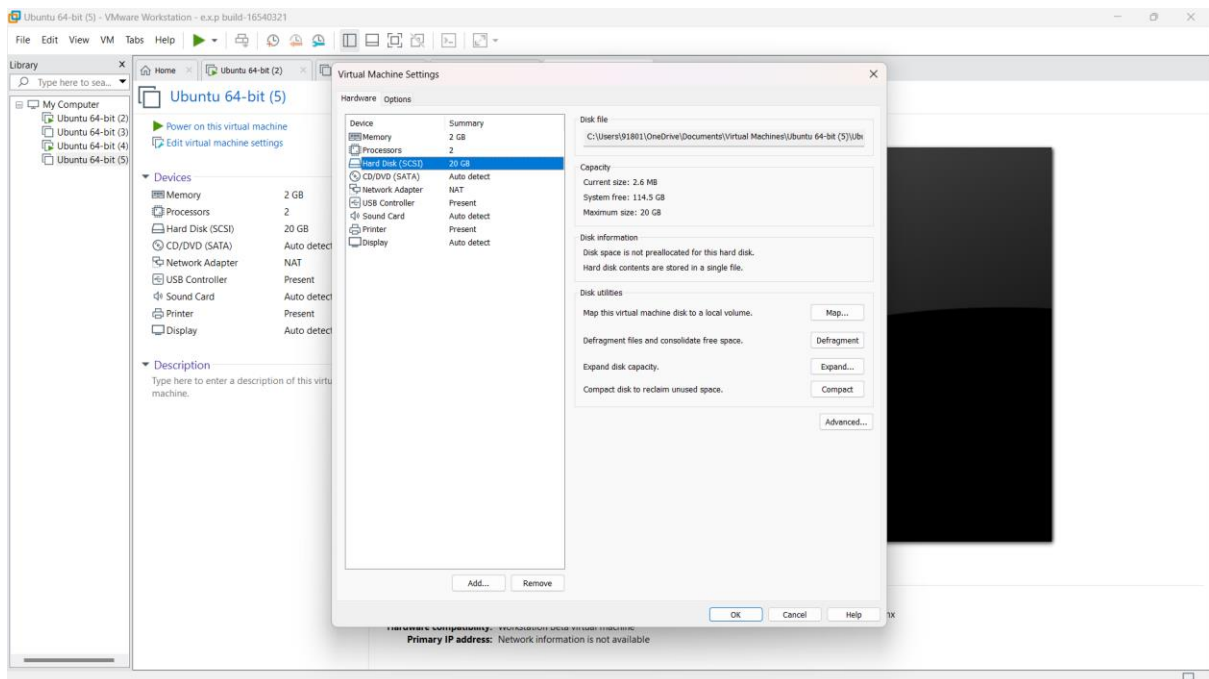 Ubuntu 64-bit (5) - VMware Workstation - e.x.p build-16540321
File Edit View VM Tabs Help
Library X
Type here to sea...
My Computer
Ubuntu 64-bit (2)
Ubuntu 64-bit (3)
Ubuntu 64-bit (4)
Ubuntu 64-bit (5)
Home
Ubuntu 64-bit (2)
Ubuntu 64-bit (5)
Power on this virtual machine
Edit virtual machine settings
Devices
Memory 2 GB
Processors 2
Hard Disk (SCSI) 20 GB
CD/DVD (SATA) Auto detect
Network Adapter NAT
USB Controller Present
Sound Card Auto detect
Printer Present
Display Auto detect
Description
Type here to enter a description of this virtu
machine.
Virtual Machine Settings
Hardware Options
Device Summary
Memory 2 GB
Processors 2
Hard Disk (SCSI) 20 GB
CD/DVD (SATA) Auto detect
Network Adapter NAT
USB Controller Present
Sound Card Auto detect
Printer Present
Display Auto detect
Add... Remove
Disk file
C:\Users\91801\OneDrive\Documents\Virtual Machines\Ubuntu 64-bit (5)\Ubu
Capacity
Current size: 2.6 MB
System free: 114.5 GB
Maximum size: 20 GB
Disk information
Disk space is not preallocated for this hard disk.
Hard disk contents are stored in a single file.
Disk utilities
Map this virtual machine disk to a local volume. Map...
Defragment files and consolidate free space. Defragment
Expand disk capacity. Expand...
Compact disk to reclaim unused space. Compact
Advanced...
OK Cancel Help
nx
Hardware compatibility: Workstation Beta virtual machine
Primary IP address: Network information is not available